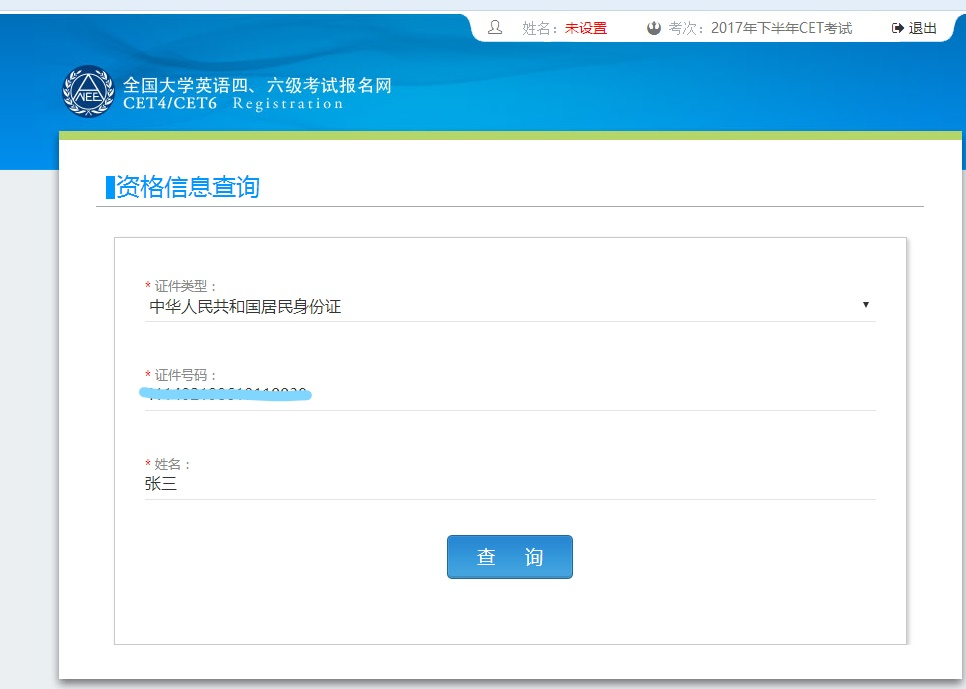 姓名：未设置 考次：2017年下半年CET考试 退出
NEE
全国大学英语四、六级考试报名网
CET4/CET6 Registration
资格信息查询
* 证件类型：
中华人民共和国居民身份证
* 证件号码：
* 姓名：
张三
查 询